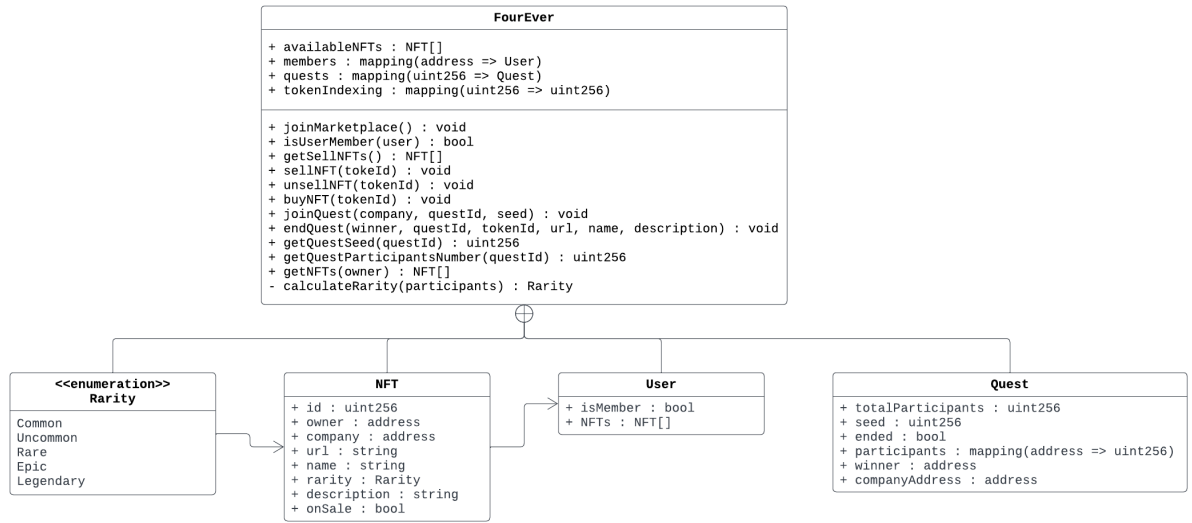 FourEver
+ availableNFTs : NFT[]
+ members : mapping(address => User)
+ quests : mapping(uint256 => Quest)
+ tokenIndexing : mapping(uint256 => uint256)
+ joinMarketplace() : void
+ isUserMember(user) : bool
+ getSellNFTs() : NFT[]
+ sellNFT(tokeId) : void
+ unsellNFT(tokenId) : void
+ buyNFT(tokenId) : void
+ joinQuest(company, questId, seed) : void
+ endQuest(winner, questId, tokenId, url, name, description) : void
+ getQuestSeed(questId) : uint256
+ getQuestParticipantsNumber(questId) : uint256
+ getNFTs(owner) : NFT[]
- calculateRarity(participants) : Rarity
<<enumeration>>
Rarity
Common
Uncommon
Rare
Epic
Legendary
NFT
+ id : uint256
+ owner : address
+ company : address
+ url : string
+ name : string
+ rarity : Rarity
+ description : string
+ onSale : bool
User
+ isMember : bool
+ NFTs : NFT[]
Quest
+ totalParticipants : uint256
+ seed : uint256
+ ended : bool
+ participants : mapping(address => uint256)
+ winner : address
+ companyAddress : address